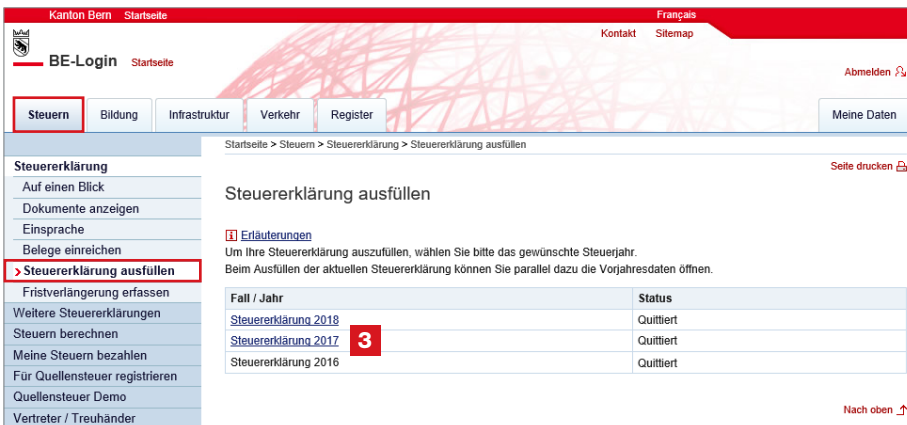 Kanton Bern Startseite Français
Kontakt Sitemap
BE-Login Startseite
Abmelden
Steuern Bildung Infrastruktur Verkehr Register Meine Daten
Startseite > Steuern > Steuererklärung > Steuererklärung ausfüllen
Seite drucken
Steuererklärung
Auf einen Blick
Dokumente anzeigen
Einsprache
Belege einreichen
Steuererklärung ausfüllen
Fristverlängerung erfassen
Weitere Steuererklärungen
Steuern berechnen
Meine Steuern bezahlen
Für Quellensteuer registrieren
Quellensteuer Demo
Vertreter / Treuhänder
Steuererklärung ausfüllen
Erläuterungen
Um Ihre Steuererklärung auszufüllen, wählen Sie bitte das gewünschte Steuerjahr.
Beim Ausfüllen der aktuellen Steuererklärung können Sie parallel dazu die Vorjahresdaten öffnen.
Fall / Jahr Status
Steuererklärung 2018 Quittiert
Steuererklärung 2017 3 Quittiert
Steuererklärung 2016 Quittiert
Nach oben